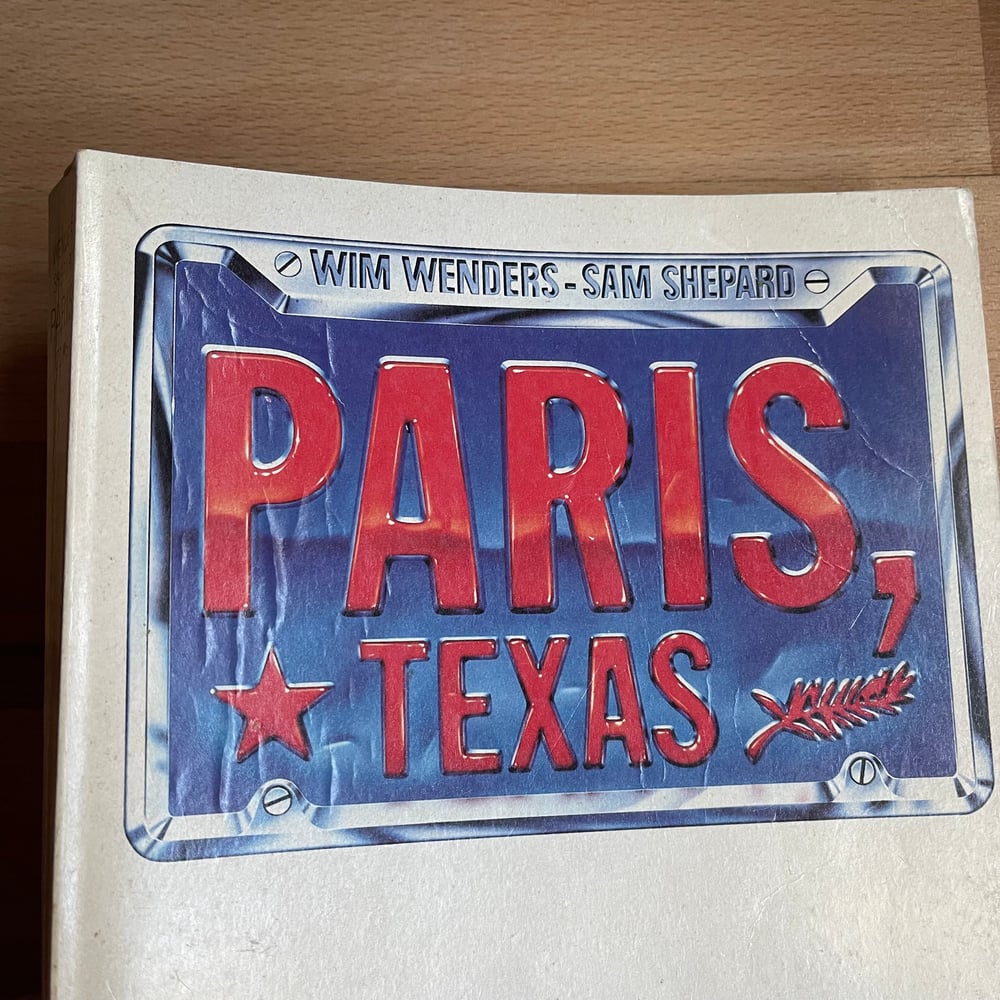 WIM WENDERS - SAM SHEPARD
PARIS,
TEXAS